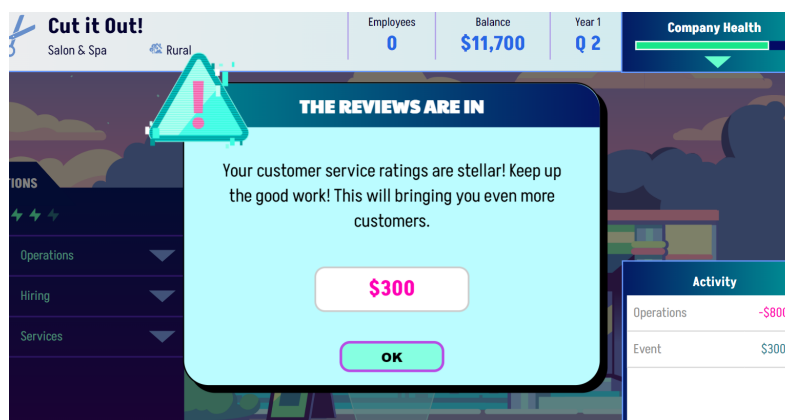 Cut it Out!
Salon & Spa
Rural
Employees
0
Balance
$11,700
Year 1
Q 2
Company Health
THE REVIEWS ARE IN
Your customer service ratings are stellar! Keep up
the good work! This will bringing you even more
customers.
$300
OK
IONS
Operations
Hiring
Services
Activity
Operations -$800
Event $300